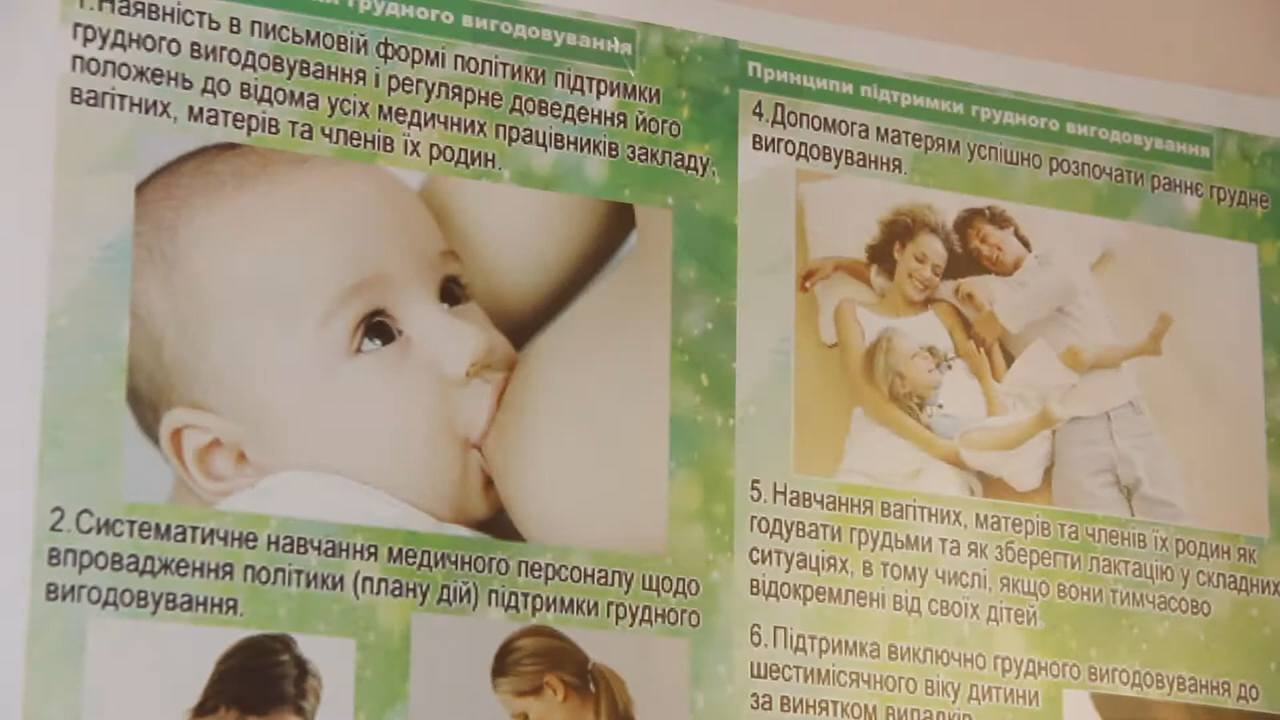 грудного вигодовування
1.Наявність в письмовій формі політики підтримки
грудного вигодовування і регулярне доведення його
положень до відома усіх медичних працівників закладу,
вагітних, матерів та членів їх родин.
2.Систематичне навчання медичного персоналу щодо
впровадження політики (плану дій) підтримки грудного
вигодовування.
Принципи підтримки грудного вигодовування
4.Допомога матерям успішно розпочати раннє грудне
вигодовування.
5.Навчання вагітних, матерів та членів їх родин як
годувати грудьми та як зберегти лактацію у складних
ситуаціях, в тому числі, якщо вони тимчасово
відокремлені від своїх дітей.
6.Підтримка виключно грудного вигодовування до
шестимісячного віку дитини
за винятком випадків